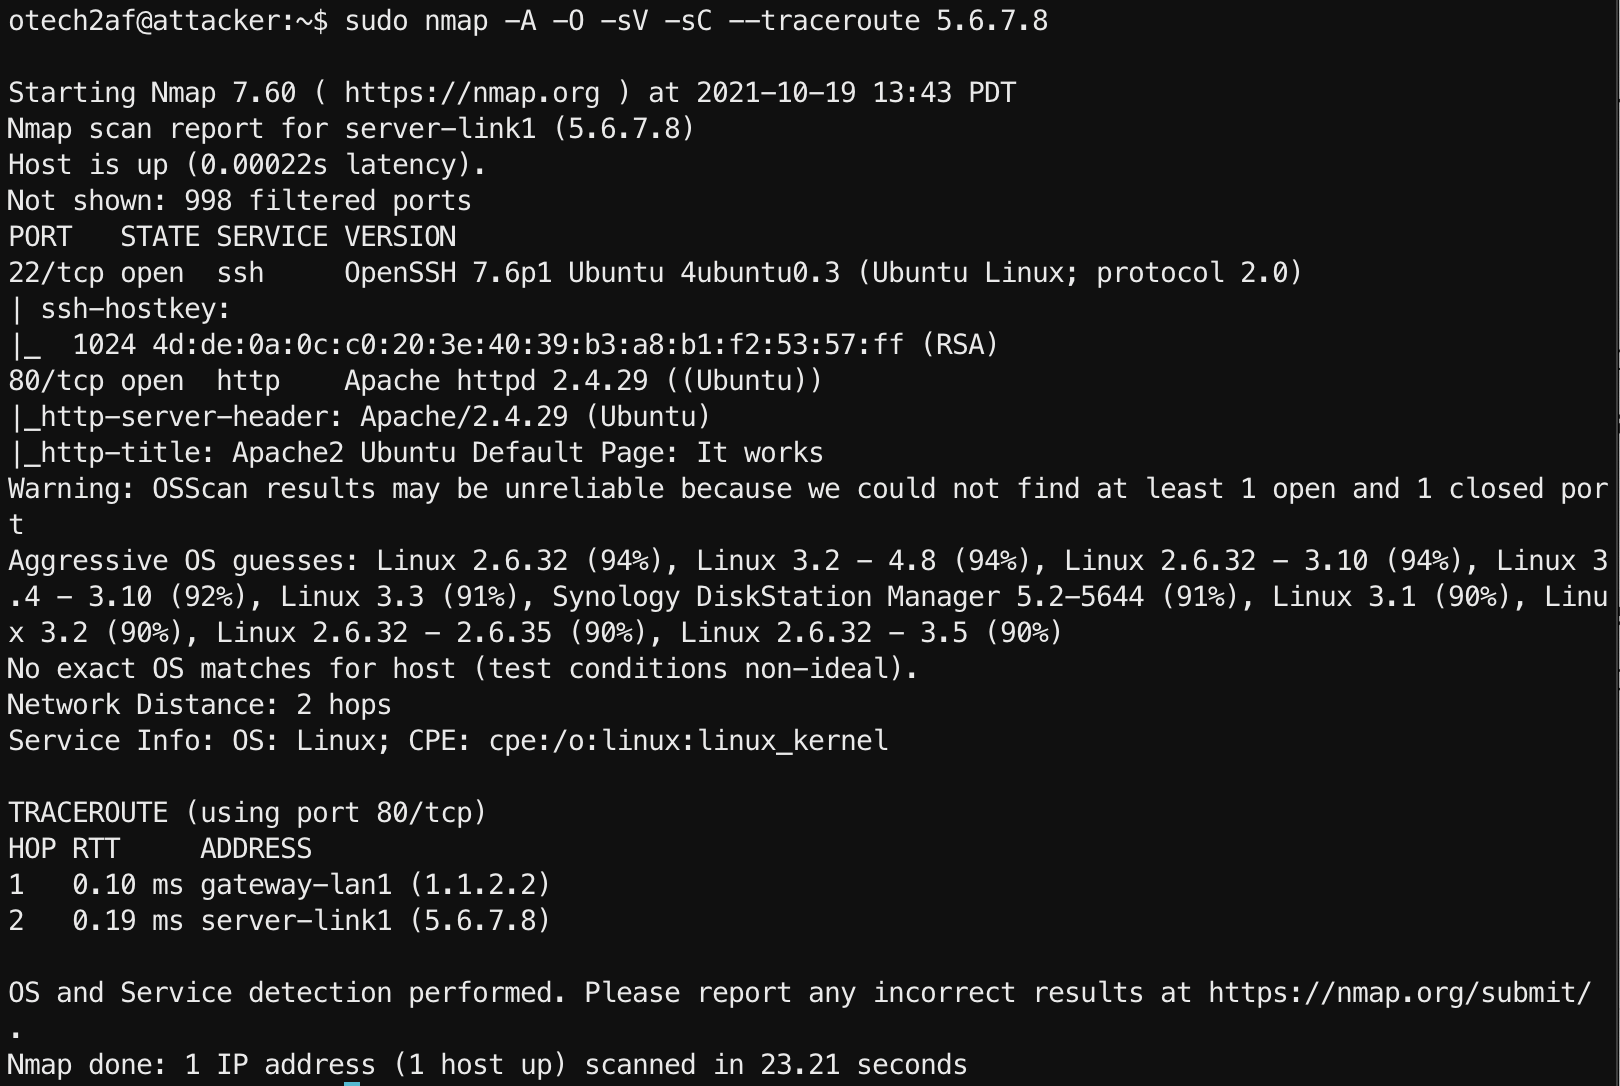 otech2af@attacker:~$ sudo nmap -A -O -sV -sC --traceroute 5.6.7.8
Starting Nmap 7.60 ( https://nmap.org ) at 2021-10-19 13:43 PDT
Nmap scan report for server-link1 (5.6.7.8)
Host is up (0.00022s latency).
Not shown: 998 filtered ports
PORT   STATE SERVICE VERSION
22/tcp open  ssh     OpenSSH 7.6p1 Ubuntu 4ubuntu0.3 (Ubuntu Linux; protocol 2.0)
| ssh-hostkey:
|_  1024 4d:de:0a:0c:c0:20:3e:40:39:b3:a8:b1:f2:53:57:ff (RSA)
80/tcp open  http    Apache httpd 2.4.29 ((Ubuntu))
|_http-server-header: Apache/2.4.29 (Ubuntu)
|_http-title: Apache2 Ubuntu Default Page: It works
Warning: OSScan results may be unreliable because we could not find at least 1 open and 1 closed por
t
Aggressive OS guesses: Linux 2.6.32 (94%), Linux 3.2 - 4.8 (94%), Linux 2.6.32 - 3.10 (94%), Linux 3
.4 - 3.10 (92%), Linux 3.3 (91%), Synology DiskStation Manager 5.2-5644 (91%), Linux 3.1 (90%), Linu
x 3.2 (90%), Linux 2.6.32 - 2.6.35 (90%), Linux 2.6.32 - 3.5 (90%)
No exact OS matches for host (test conditions non-ideal).
Network Distance: 2 hops
Service Info: OS: Linux; CPE: cpe:/o:linux:linux_kernel
TRACEROUTE (using port 80/tcp)
HOP RTT     ADDRESS
1   0.10 ms gateway-lan1 (1.1.2.2)
2   0.19 ms server-link1 (5.6.7.8)
OS and Service detection performed. Please report any incorrect results at https://nmap.org/submit/
.
Nmap done: 1 IP address (1 host up) scanned in 23.21 seconds